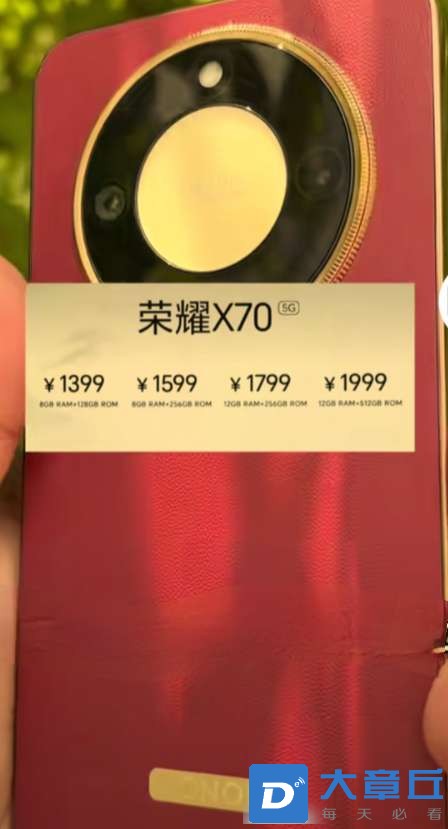 荣耀X70 5G
¥1399 ¥1599 ¥1799 ¥1999
8GB RAM+128GB ROM 8GB RAM+256GB ROM 12GB RAM+256GB ROM 12GB RAM+512GB ROM
D 大章丘
每天必看